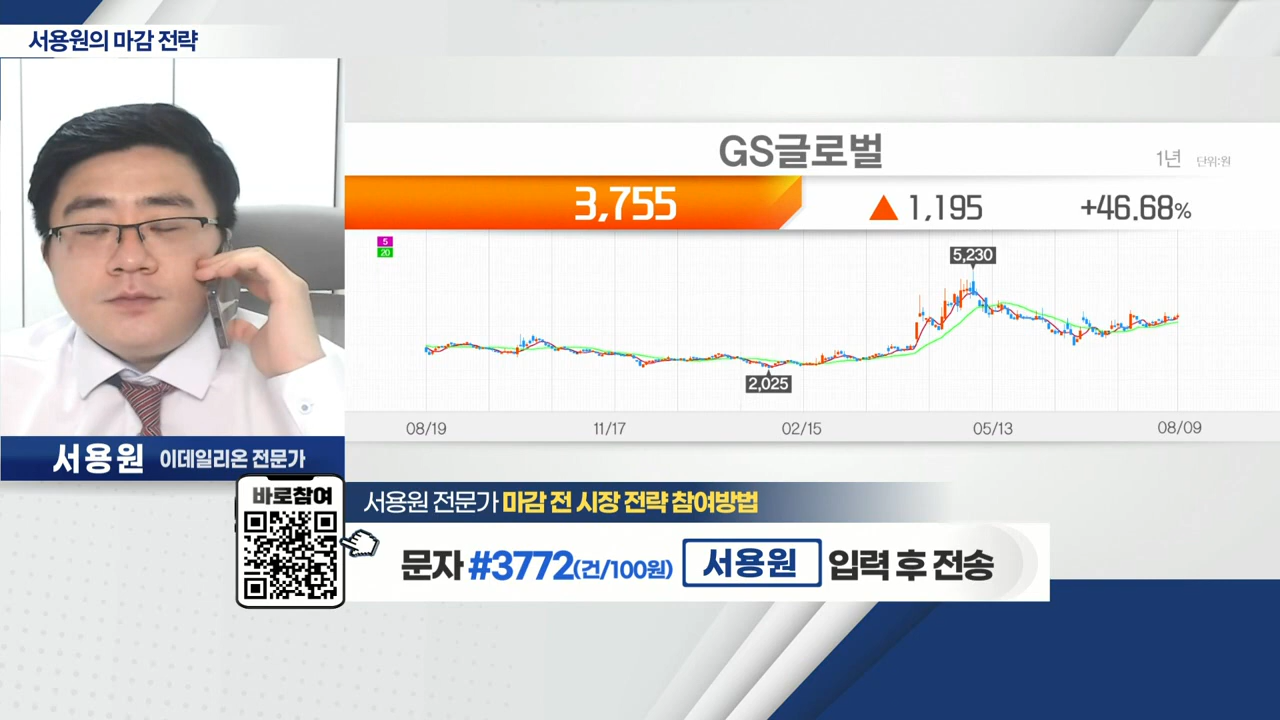 서용원의 마감 전략
GS글로벌
1년 단위:원
3,755 ▲ 1,195 +46.68%
5
20
5,230
2,025
08/19 11/17 02/15 05/13 08/09
서용원 이데일리온 전문가
바로참여
서용원 전문가 마감 전 시장 전략 참여방법
문자 #3772(건/100원) 서용원 입력 후 전송